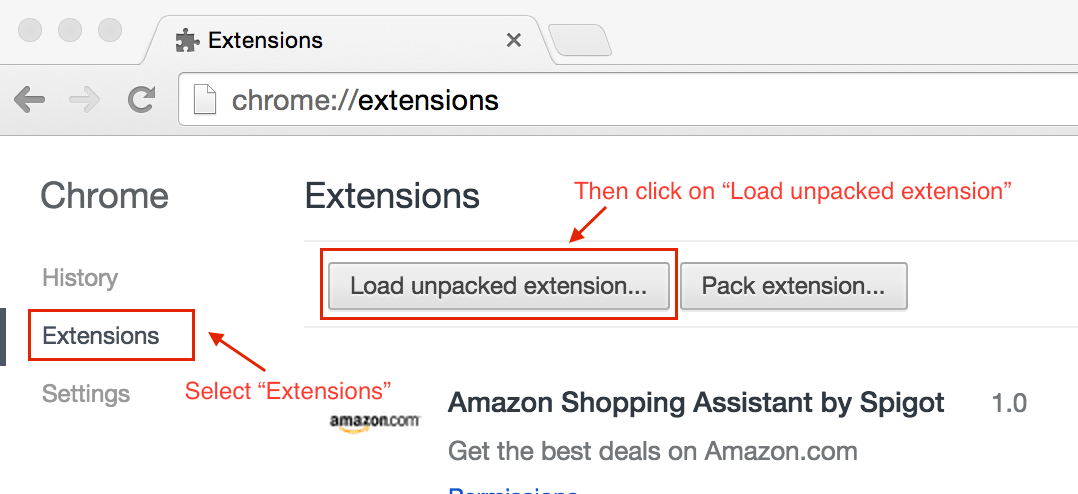 Extensions
chrome://extensions
Chrome
Extensions
Then click on “Load unpacked extension”
History
Load unpacked extension...
Pack extension...
Extensions
Settings
Select “Extensions”
amazon.com
Amazon Shopping Assistant by Spigot 1.0
Get the best deals on Amazon.com
Permissions